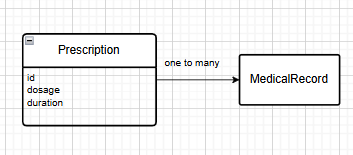 Prescription
id
dosage
duration
one to many
MedicalRecord